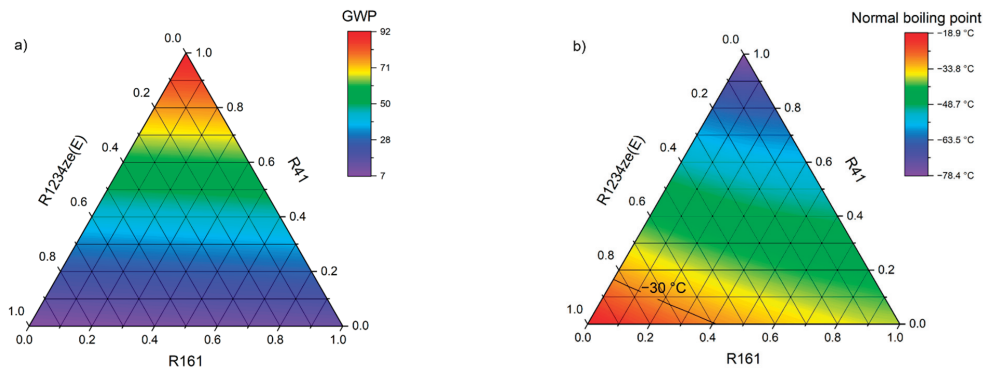 a)
GWP
92
71
50
28
7
0.0
0.2
0.4
0.6
0.8
1.0
R1234ze(E)
1.0
0.8
0.6
0.4
0.2
0.0
R41
0.0
0.2
0.4
0.6
0.8
1.0
R161
b)
Normal boiling point
−18.9 °C
−33.8 °C
−48.7 °C
−63.5 °C
−78.4 °C
0.0
0.2
0.4
0.6
0.8
1.0
R1234ze(E)
1.0
0.8
0.6
0.4
0.2
0.0
R41
−30 °C
0.0
0.2
0.4
0.6
0.8
1.0
R161